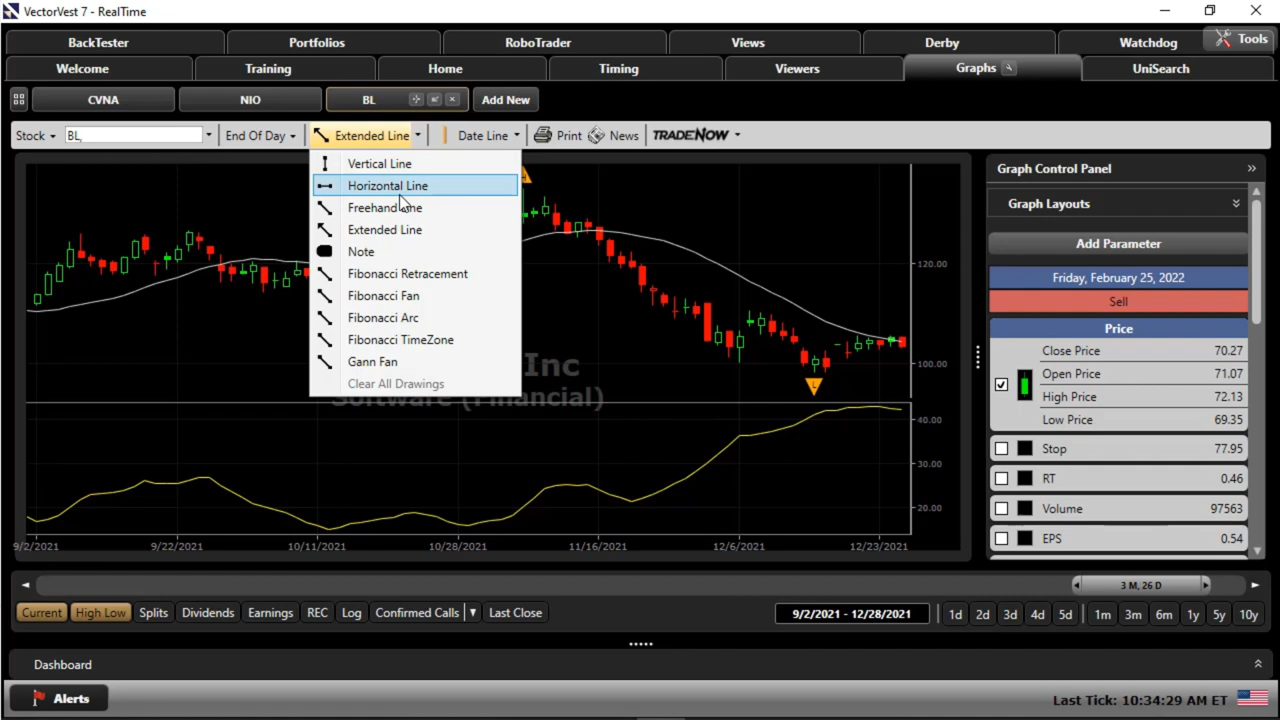 VectorVest 7 - RealTime
BackTester Portfolios RoboTrader Views Derby Watchdog Tools
Welcome Training Home Timing Viewers Graphs UniSearch
CVNA NIO BL Add New
Stock BL, End Of Day Extended Line Date Line Print News TRADENOW
Vertical Line
Horizontal Line
Freehand Line
Extended Line
Note
Fibonacci Retracement
Fibonacci Fan
Fibonacci Arc
Fibonacci TimeZone
Gann Fan
Clear All Drawings
Inc
Software (Financial)
L
120.00
100.00
40.00
30.00
20.00
9/2/2021 9/22/2021 10/11/2021 10/28/2021 11/16/2021 12/6/2021 12/23/2021
Graph Control Panel
Graph Layouts
Add Parameter
Friday, February 25, 2022
Sell
Price
Close Price 70.27
Open Price 71.07
High Price 72.13
Low Price 69.35
Stop 77.95
RT 0.46
Volume 97563
EPS 0.54
3 M, 26 D
Current High Low Splits Dividends Earnings REC Log Confirmed Calls Last Close 9/2/2021 - 12/28/2021 1d 2d 3d 4d 5d 1m 3m 6m 1y 5y 10y
Dashboard
Alerts Last Tick: 10:34:29 AM ET